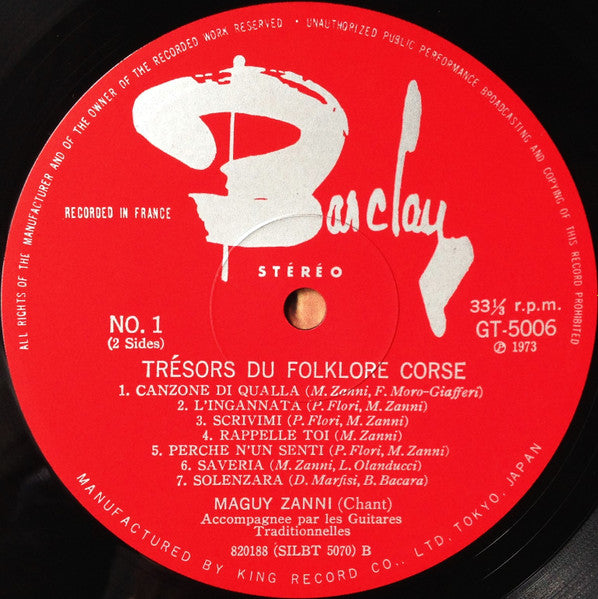 ALL RIGHTS OF THE MANUFACTURER AND OF THE OWNER OF THE RECORDED WORK RESERVED • UNAUTHORIZED PUBLIC PERFORMANCE BROADCASTING AND COPYING OF THIS RECORD PROHIBITED
Barclay
RECORDED IN FRANCE
STÉRÉO
NO. 1
(2 Sides)
33⅓ r.p.m.
GT-5006
Ⓟ 1973
TRÉSORS DU FOLKLORE CORSE
1. CANZONE DI QUALLA (M. Zanni, F. Moro-Giafferi)
2. L'INGANNATA (P. Flori, M. Zanni)
3. SCRIVIMI (P. Flori, M. Zanni)
4. RAPPELLE TOI (M. Zanni)
5. PERCHE N'UN SENTI (P. Flori, M. Zanni)
6. SAVERIA (M. Zanni, L. Olanducci)
7. SOLENZARA (D. Marfisi, B. Bacara)
MAGUY ZANNI (Chant)
Accompagnee par les Guitares
Traditionnelles
820188 (SILBT 5070) B
MANUFACTURED BY KING RECORD CO., LTD. TOKYO. JAPAN